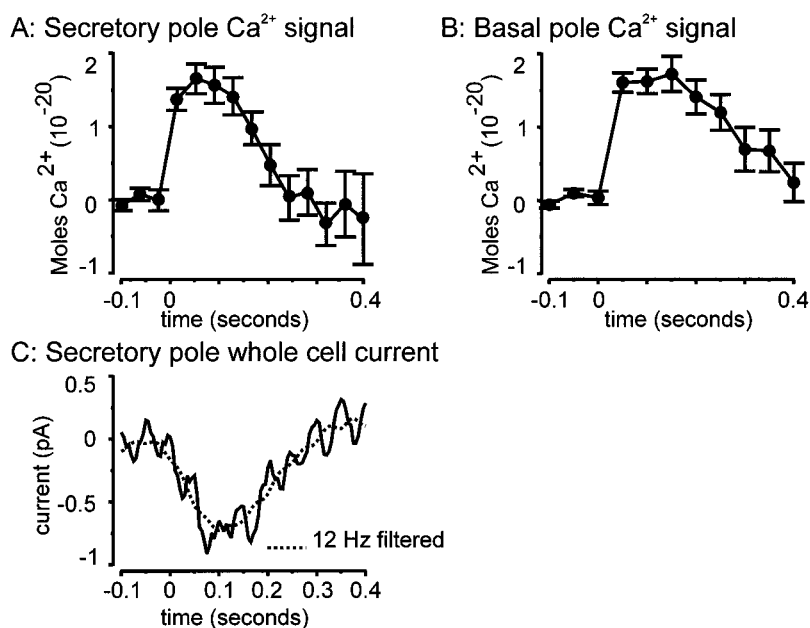 A: Secretory pole Ca²⁺ signal
Moles Ca²⁺ (10⁻²⁰)
2
1
0
-1
-0.1 0 0.4
time (seconds)
B: Basal pole Ca²⁺ signal
Moles Ca²⁺ (10⁻²⁰)
2
1
0
-1
-0.1 0 0.4
time (seconds)
C: Secretory pole whole cell current
current (pA)
0.5
0
-0.5
-1
12 Hz filtered
-0.1 0 0.1 0.2 0.3 0.4
time (seconds)